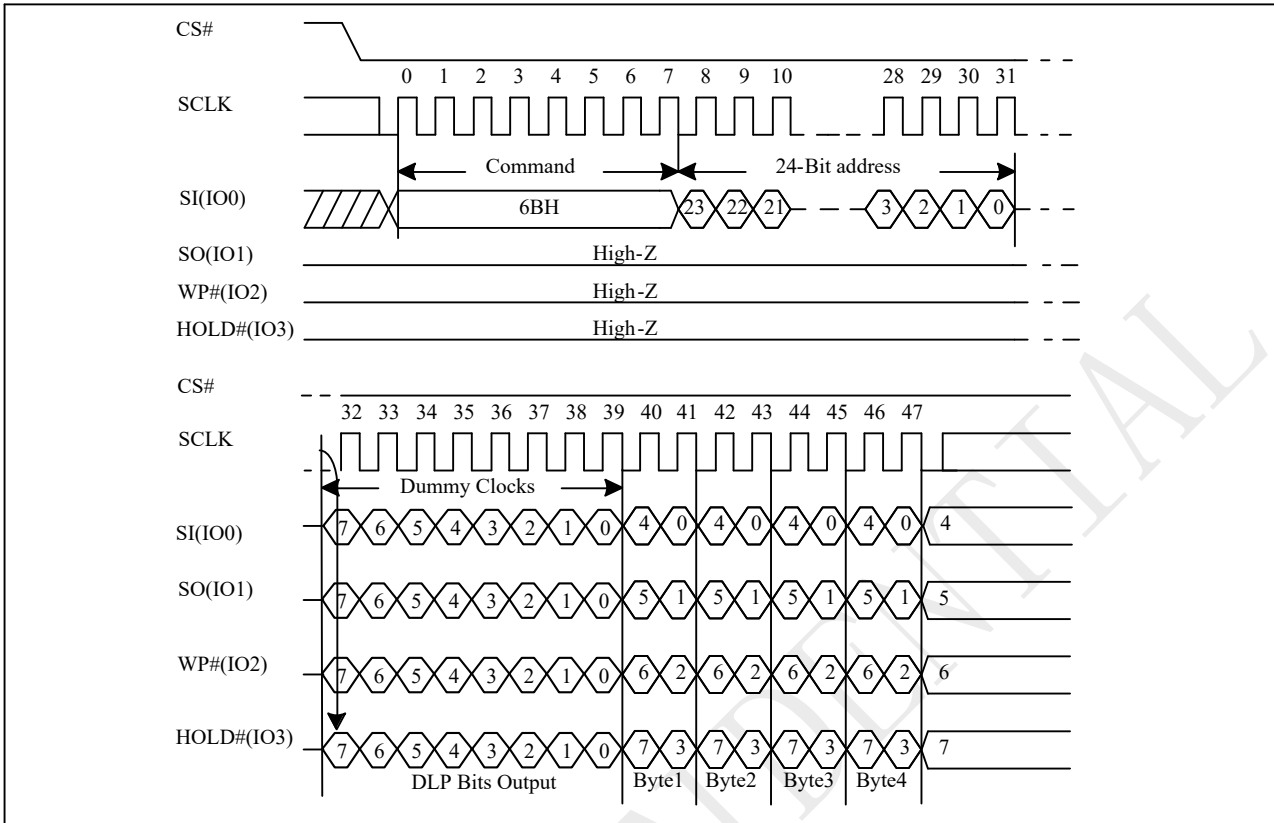 CS#
0 1 2 3 4 5 6 7 8 9 10 28 29 30 31
SCLK
Command 24-Bit address
SI(IO0) 6BH 23 22 21 3 2 1 0
SO(IO1) High-Z
WP#(IO2) High-Z
HOLD#(IO3) High-Z
CS#
32 33 34 35 36 37 38 39 40 41 42 43 44 45 46 47
SCLK
Dummy Clocks
SI(IO0) 7 6 5 4 3 2 1 0 4 0 4 0 4 0 4 0 4
SO(IO1) 7 6 5 4 3 2 1 0 5 1 5 1 5 1 5 1 5
WP#(IO2) 7 6 5 4 3 2 1 0 6 2 6 2 6 2 6 2 6
HOLD#(IO3) 7 6 5 4 3 2 1 0 7 3 7 3 7 3 7 3 7
DLP Bits Output Byte1 Byte2 Byte3 Byte4